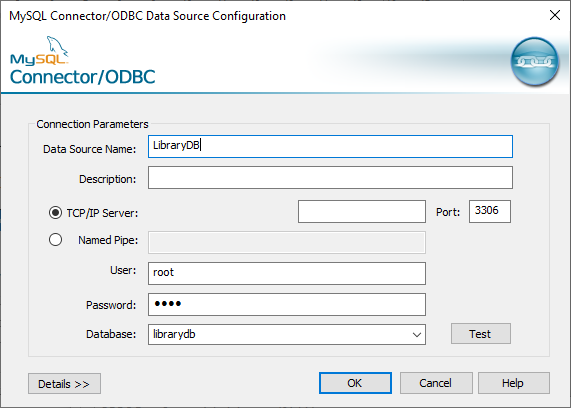 MySQL Connector/ODBC Data Source Configuration
MySQL
Connector/ODBC
Connection Parameters
Data Source Name: LibraryDB
Description:
TCP/IP Server: Port: 3306
Named Pipe:
User: root
Password: ●●●●
Database: librarydb Test
Details >> OK Cancel Help